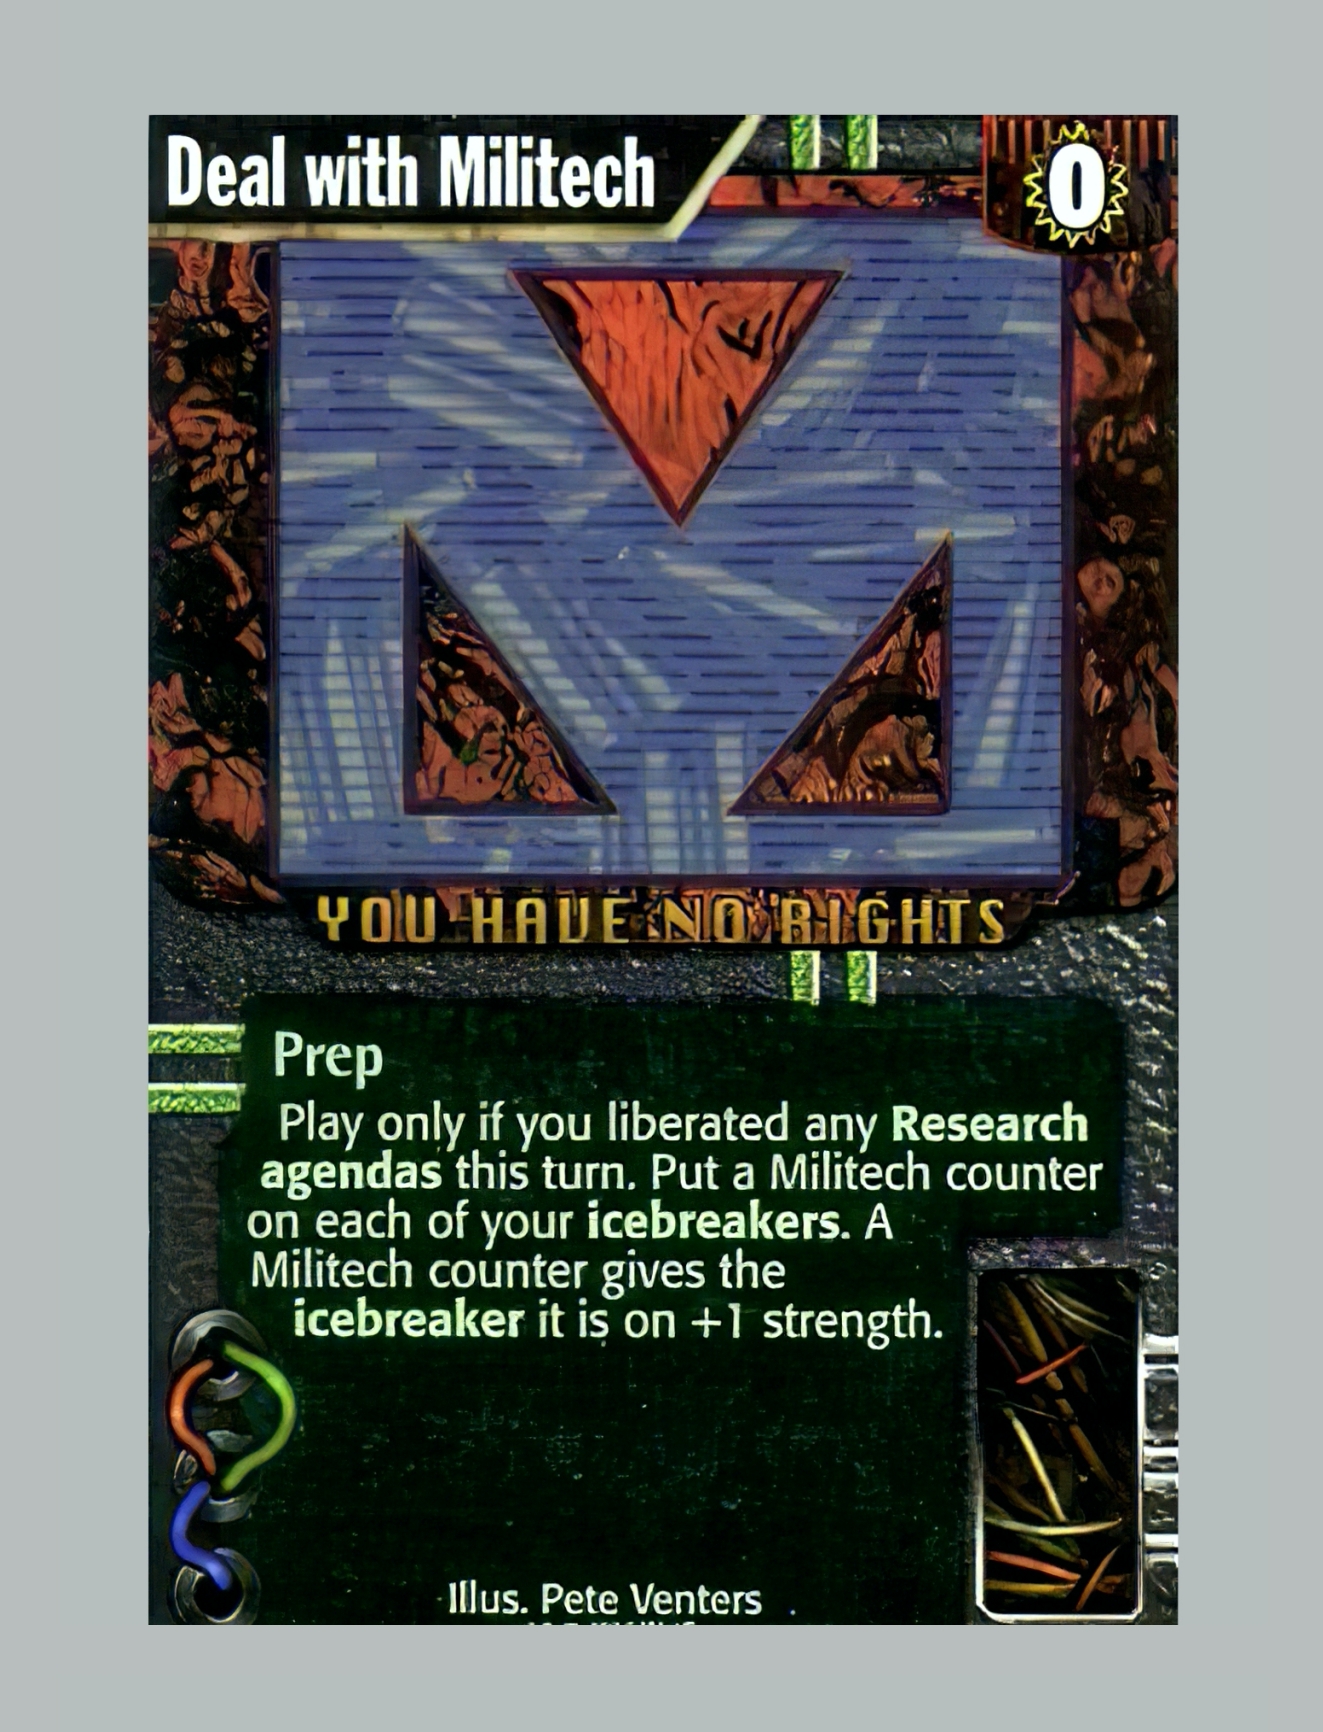 Deal with Militech
0
YOU HAVE NO RIGHTS
Prep
Play only if you liberated any Research
agendas this turn. Put a Militech counter
on each of your icebreakers. A
Militech counter gives the
icebreaker it is on +1 strength.
Illus. Pete Venters